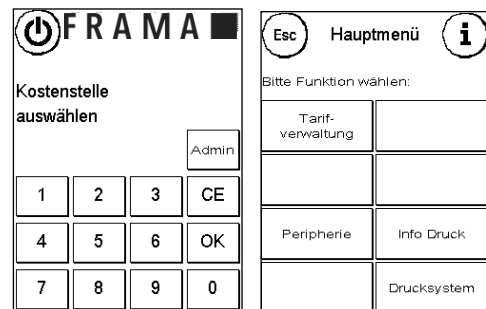 FRAMA
Kostenstelle
auswählen
Admin
1 2 3 CE
4 5 6 OK
7 8 9 0
Esc Hauptmenü i
Bitte Funktion wählen:
Tarif-
verwaltung
Peripherie Info Druck
Drucksystem